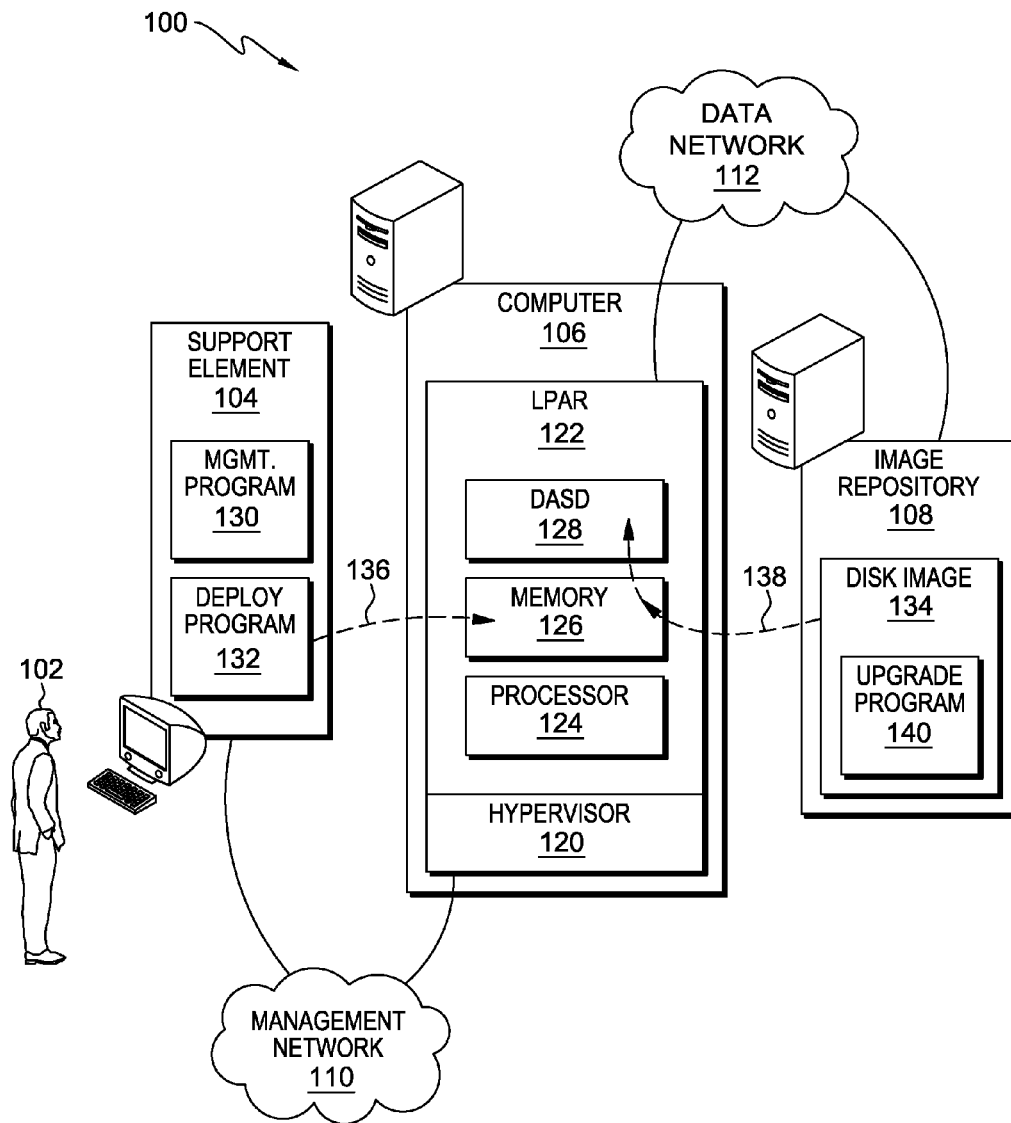 100
DATA
NETWORK
112
COMPUTER
106
SUPPORT
ELEMENT
104
LPAR
122
MGMT.
PROGRAM
130
DASD
128
IMAGE
REPOSITORY
108
136
138
DEPLOY
PROGRAM
132
MEMORY
126
DISK IMAGE
134
102
PROCESSOR
124
UPGRADE
PROGRAM
140
HYPERVISOR
120
MANAGEMENT
NETWORK
110